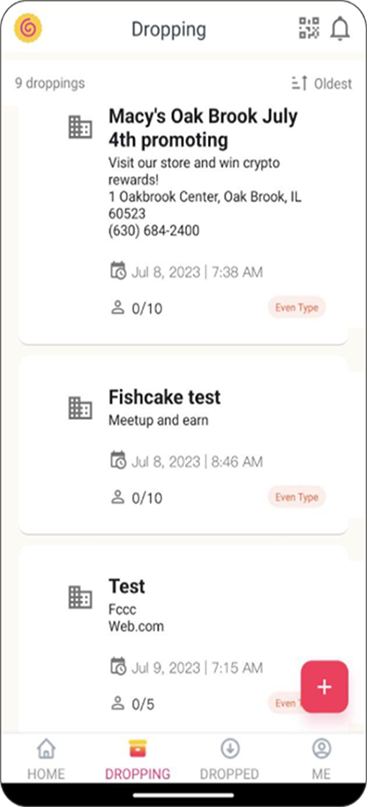 Dropping
9 droppings
Oldest
Macy's Oak Brook July
4th promoting
Visit our store and win crypto
rewards!
1 Oakbrook Center, Oak Brook, IL
60523
(630) 684-2400
Jul 8, 2023 | 7:38 AM
0/10
Even Type
Fishcake test
Meetup and earn
Jul 8, 2023 | 8:46 AM
0/10
Even Type
Test
Fccc
Web.com
Jul 9, 2023 | 7:15 AM
0/5
Even
+
HOME
DROPPING
DROPPED
ME